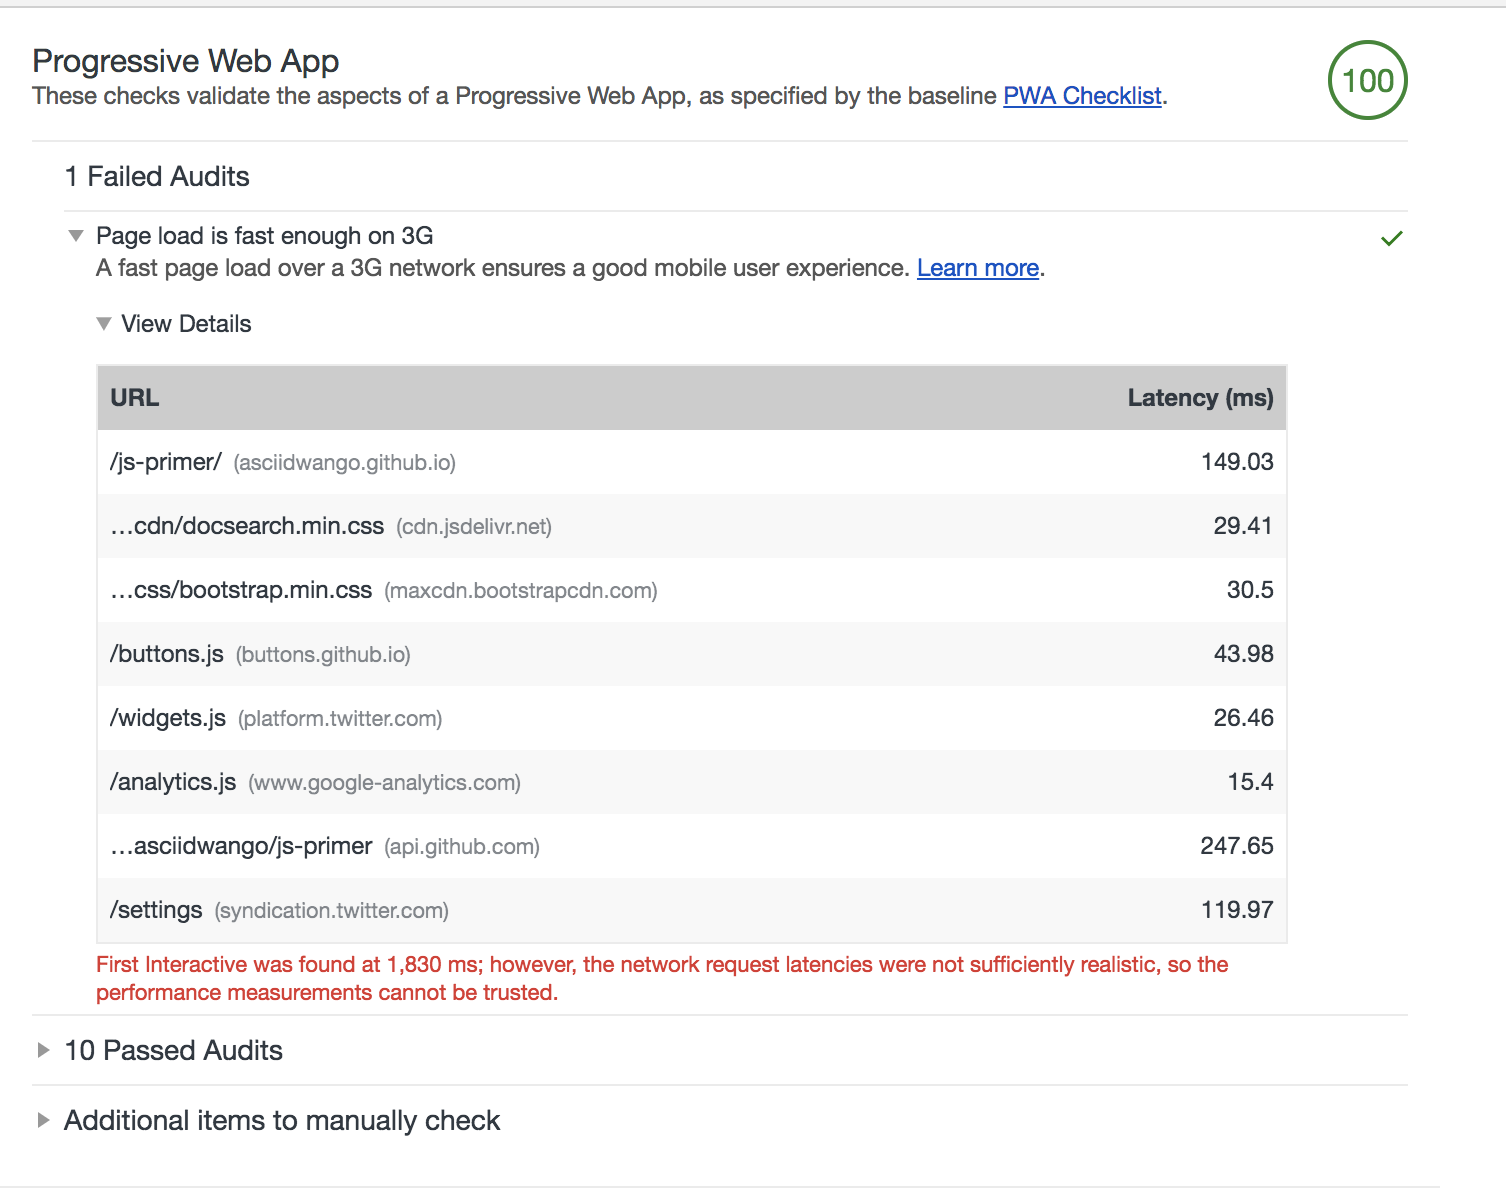 Progressive Web App
These checks validate the aspects of a Progressive Web App, as specified by the baseline PWA Checklist.
100
1 Failed Audits
Page load is fast enough on 3G
A fast page load over a 3G network ensures a good mobile user experience. Learn more.
View Details
URL Latency (ms)
/js-primer/ (asciidwango.github.io) 149.03
...cdn/docsearch.min.css (cdn.jsdelivr.net) 29.41
...css/bootstrap.min.css (maxcdn.bootstrapcdn.com) 30.5
/buttons.js (buttons.github.io) 43.98
/widgets.js (platform.twitter.com) 26.46
/analytics.js (www.google-analytics.com) 15.4
...asciidwango/js-primer (api.github.com) 247.65
/settings (syndication.twitter.com) 119.97
First Interactive was found at 1,830 ms; however, the network request latencies were not sufficiently realistic, so the
performance measurements cannot be trusted.
10 Passed Audits
Additional items to manually check